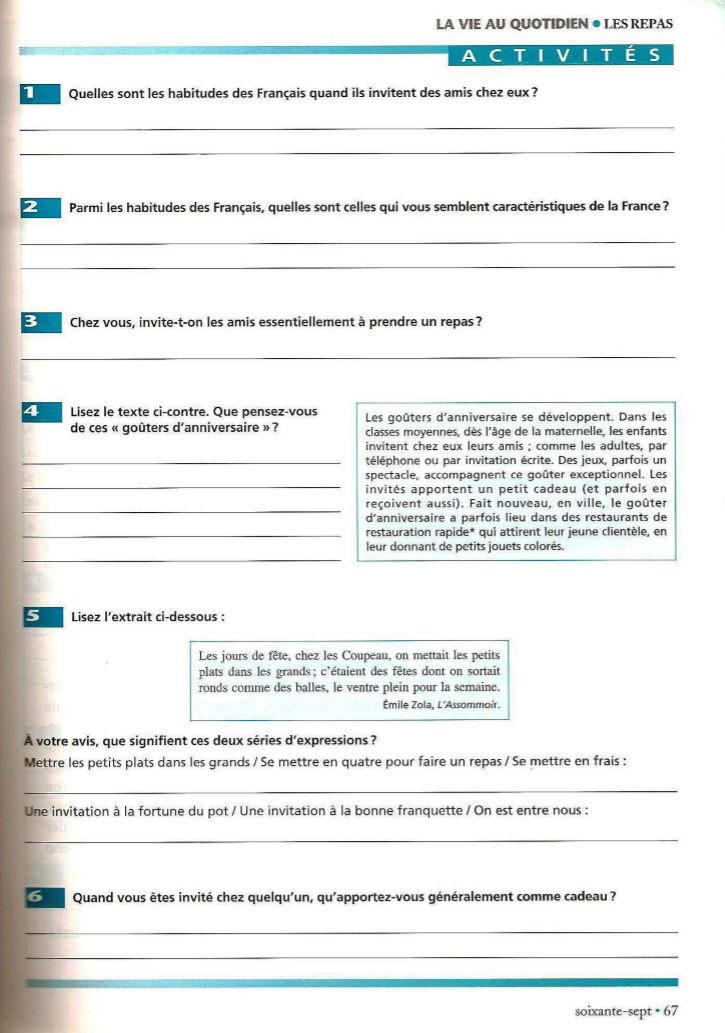 LA VIE AU QUOTIDIEN • LES REPAS
ACTIVITÉS
1 Quelles sont les habitudes des Français quand ils invitent des amis chez eux ?
2 Parmi les habitudes des Français, quelles sont celles qui vous semblent caractéristiques de la France ?
3 Chez vous, invite-t-on les amis essentiellement à prendre un repas ?
4 Lisez le texte ci-contre. Que pensez-vous
de ces « goûters d'anniversaire » ?
Les goûters d'anniversaire se développent. Dans les
classes moyennes, dès l'âge de la maternelle, les enfants
invitent chez eux leurs amis ; comme les adultes, par
téléphone ou par invitation écrite. Des jeux, parfois un
spectacle, accompagnent ce goûter exceptionnel. Les
invités apportent un petit cadeau (et parfois en
reçoivent aussi). Fait nouveau, en ville, le goûter
d'anniversaire a parfois lieu dans des restaurants de
restauration rapide* qui attirent leur jeune clientèle, en
leur donnant de petits jouets colorés.
5 Lisez l'extrait ci-dessous :
Les jours de fête, chez les Coupeau, on mettait les petits
plats dans les grands ; c'étaient des fêtes dont on sortait
ronds comme des balles, le ventre plein pour la semaine.
Émile Zola, L'Assommoir.
À votre avis, que signifient ces deux séries d'expressions ?
Mettre les petits plats dans les grands / Se mettre en quatre pour faire un repas / Se mettre en frais :
Une invitation à la fortune du pot / Une invitation à la bonne franquette / On est entre nous :
6 Quand vous êtes invité chez quelqu'un, qu'apportez-vous généralement comme cadeau ?
soixante-sept • 67